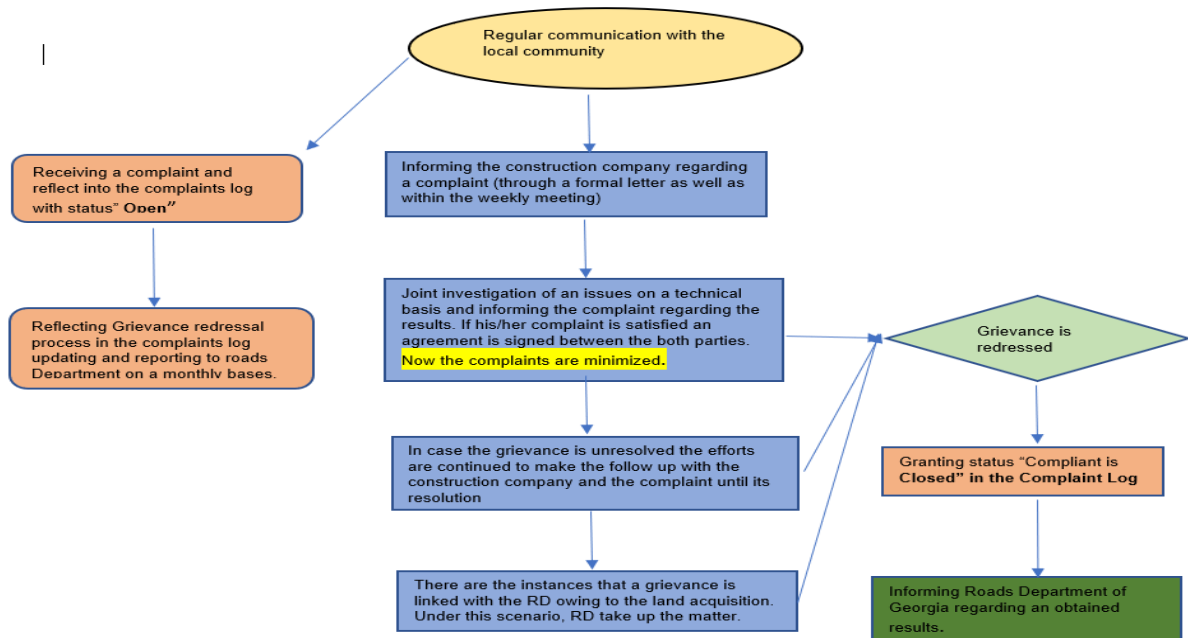 Regular communication with the
local community
Receiving a complaint and
reflect into the complaints log
with status” Open”
Informing the construction company regarding
a complaint (through a formal letter as well as
within the weekly meeting)
Reflecting Grievance redressal
process in the complaints log
updating and reporting to roads
Department on a monthly bases.
Joint investigation of an issues on a technical
basis and informing the complaint regarding the
results. If his/her complaint is satisfied an
agreement is signed between the both parties.
Now the complaints are minimized.
Grievance is
redressed
In case the grievance is unresolved the efforts
are continued to make the follow up with the
construction company and the complaint until its
resolution
Granting status “Compliant is
Closed” in the Complaint Log
There are the instances that a grievance is
linked with the RD owing to the land acquisition.
Under this scenario, RD take up the matter.
Informing Roads Department of
Georgia regarding an obtained
results.